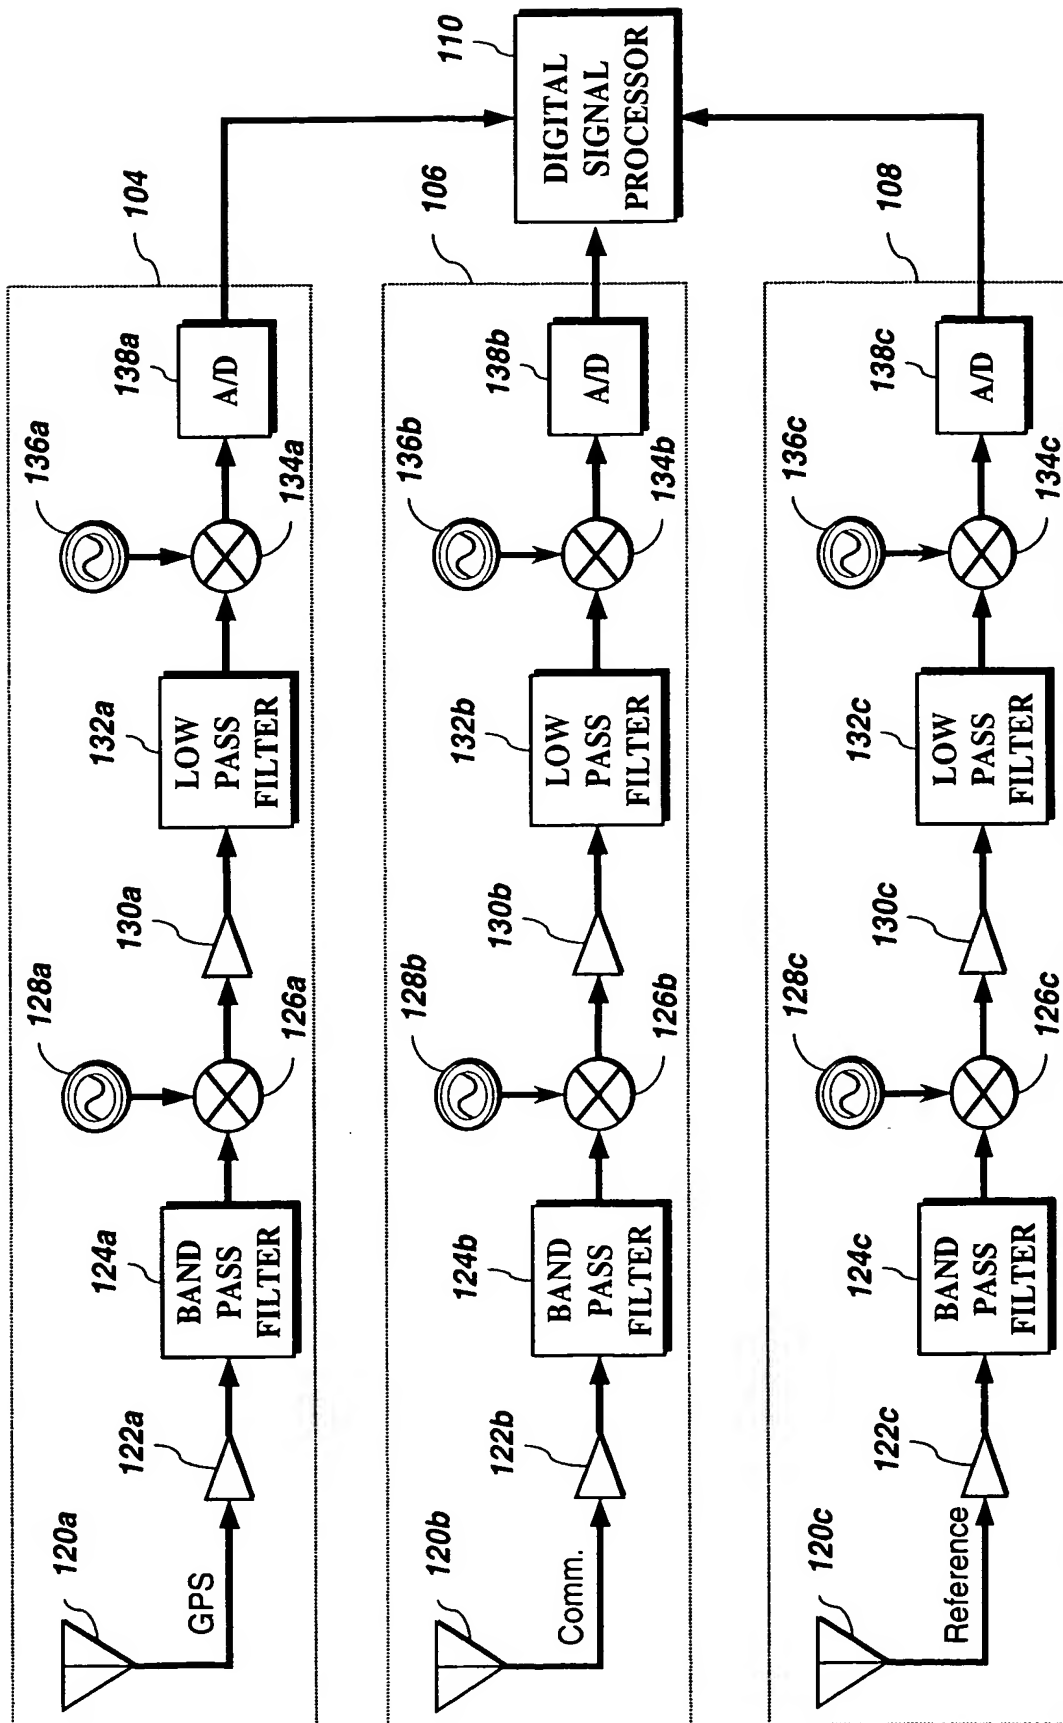 120a
GPS
122a
124a
BAND
PASS
FILTER
128a
126a
130a
132a
LOW
PASS
FILTER
136a
134a
138a
A/D
104
120b
Comm.
122b
124b
BAND
PASS
FILTER
128b
126b
130b
132b
LOW
PASS
FILTER
136b
134b
138b
A/D
106
110
DIGITAL
SIGNAL
PROCESSOR
120c
Reference
122c
124c
BAND
PASS
FILTER
128c
126c
130c
132c
LOW
PASS
FILTER
136c
134c
138c
A/D
108